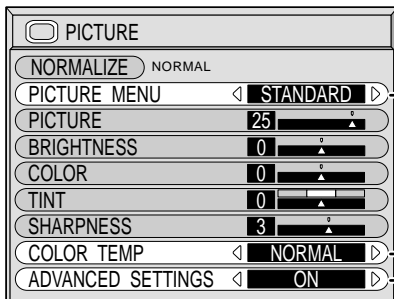 PICTURE
NORMALIZE NORMAL
PICTURE MENU STANDARD
PICTURE 25
BRIGHTNESS 0
COLOR 0
TINT 0
SHARPNESS 3
COLOR TEMP NORMAL
ADVANCED SETTINGS ON